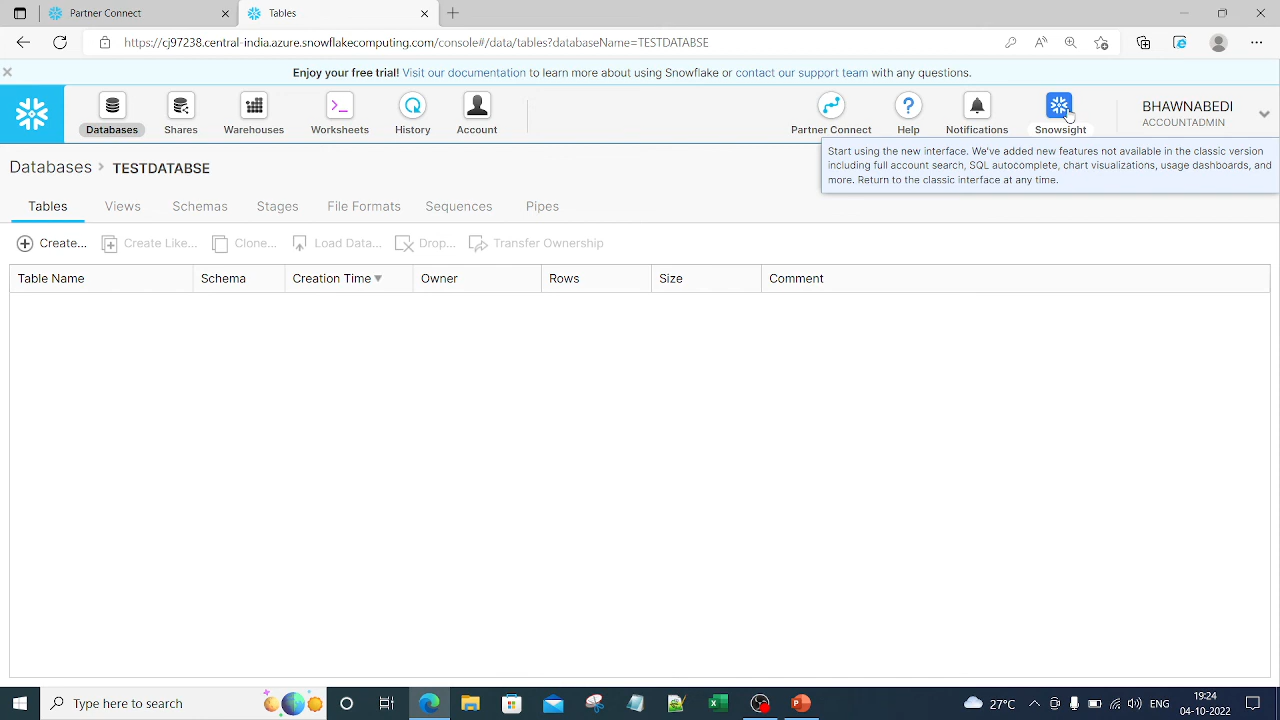 Partner Connect
Tables
https://cj97238.central-india.azure.snowflakecomputing.com/console#/data/tables?databaseName=TESTDATABSE
Enjoy your free trial! Visit our documentation to learn more about using Snowflake or contact our support team with any questions.
Databases
Shares
Warehouses
Worksheets
History
Account
Partner Connect
Help
Notifications
Snowsight
BHAWNABEDI
ACCOUNTADMIN
Start using the new interface. We've added new features not available in the classic version
including full account search, SQL autocomplete, chart visualizations, usage dashboards, and
more. Return to the classic interface at any time.
Databases > TESTDATABSE
Tables Views Schemas Stages File Formats Sequences Pipes
Create... Create Like... Clone... Load Data... Drop... Transfer Ownership
Table Name Schema Creation Time Owner Rows Size Comment
Type here to search
27°C
ENG
19:24
04-10-2022